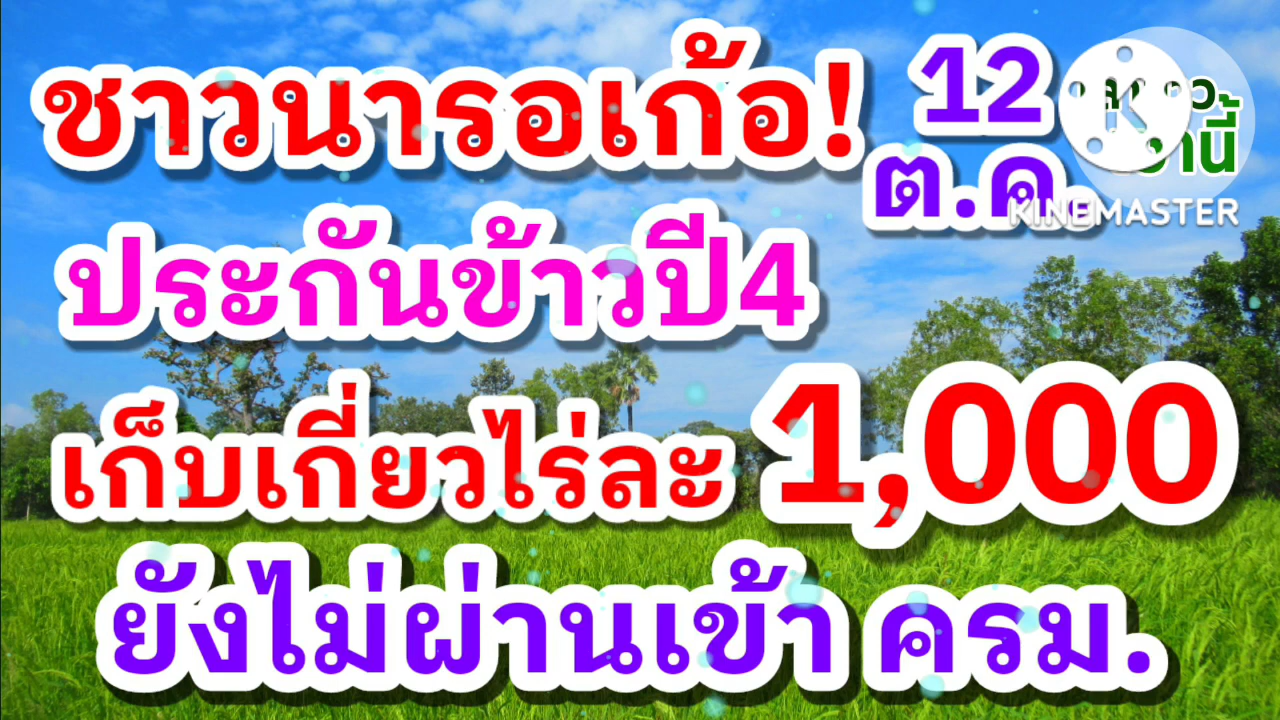 ชาวนารอเก้อ!
12
ต.ค.
K
KINEMASTER
ประกันข้าวปี4
เก็บเกี่ยวไร่ละ 1,000
ยังไม่ผ่านเข้า ครม.